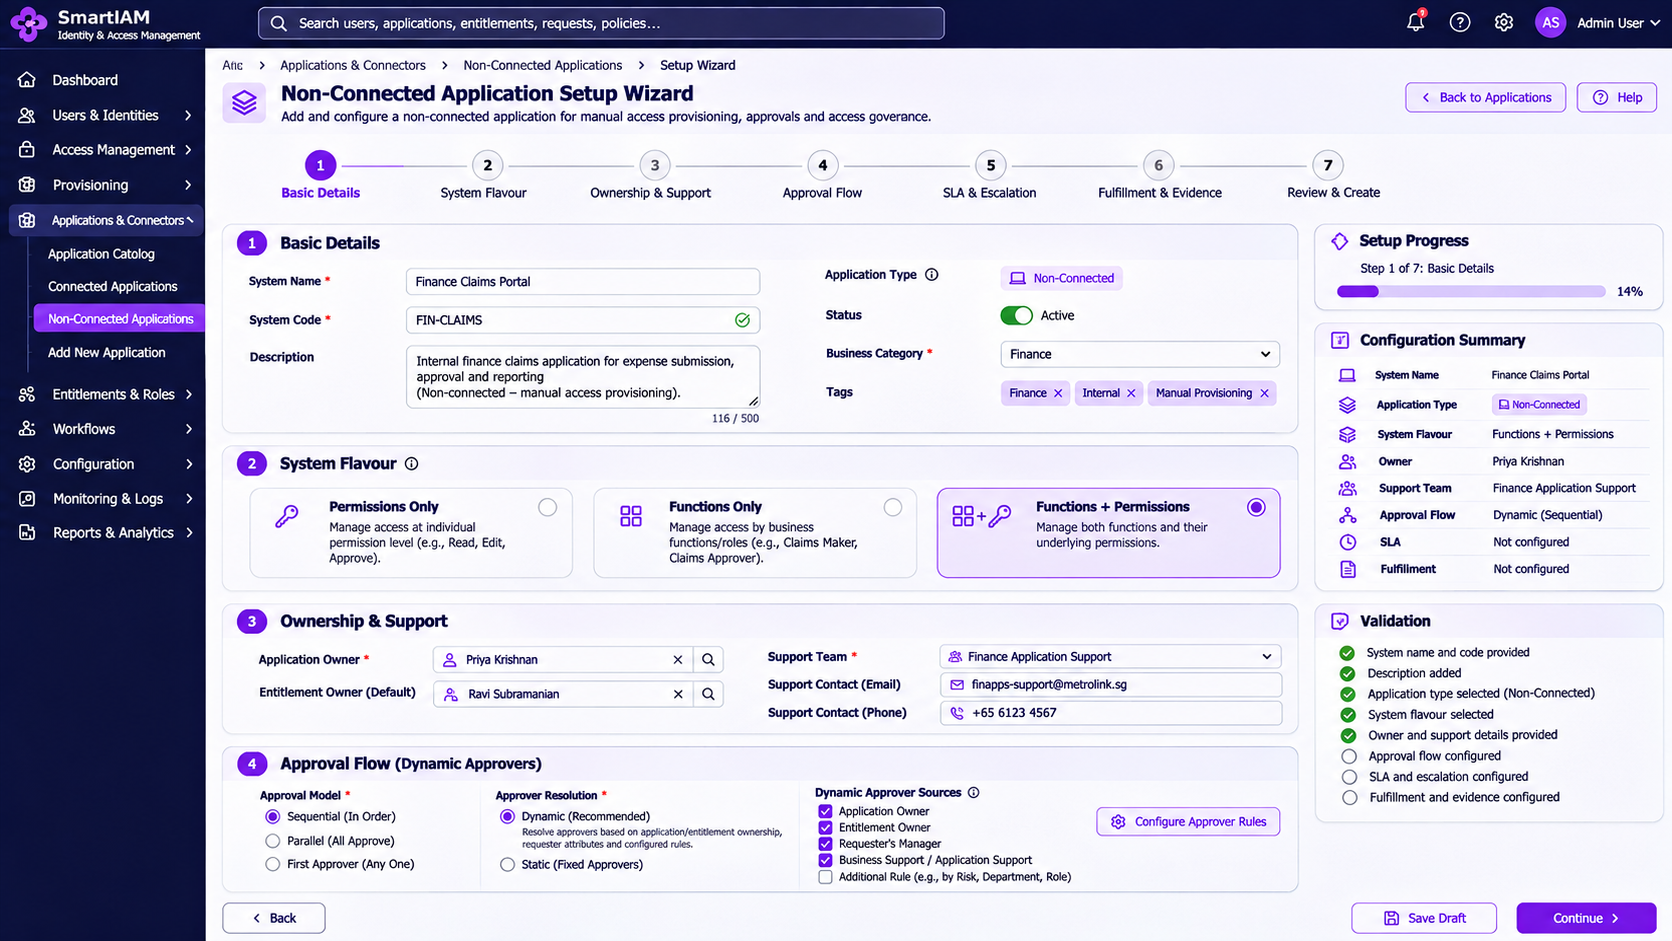 SmartIAM
Identity & Access Management
Search users, applications, entitlements, requests, policies...
AS
Admin User
Dashboard
Users & Identities
Access Management
Provisioning
Applications & Connectors
Application Catolog
Connected Applications
Non-Connected Applications
Add New Application
Entitlements & Roles
Workflows
Configuration
Monitoring & Logs
Reports & Analytics
Applications & Connectors > Non-Connected Applications > Setup Wizard
Non-Connected Application Setup Wizard
Add and configure a non-connected application for manual access provisioning, approvals and access goverance.
Back to Applications
Help
1
2
3
4
5
6
7
Basic Details
System Flavour
Ownership & Support
Approval Flow
SLA & Escalation
Fulfillment & Evidence
Review & Create
1 Basic Details
System Name *
Finance Claims Portal
System Code *
FIN-CLAIMS
Description
Internal finance claims application for expense submission,
approval and reporting
(Non-connected – manual access provisioning).
116 / 500
Application Type
Non-Connected
Status
Active
Business Category *
Finance
Tags
Finance ×
Internal ×
Manual Provisioning ×
2 System Flavour
Permissions Only
Manage access at individual
permission level (e.g., Read, Edit,
Approve).
Functions Only
Manage access by business
functions/roles (e.g., Claims Maker,
Claims Approver).
+
Functions + Permissions
Manage both functions and their
underlying permissions.
3 Ownership & Support
Application Owner *
Priya Krishnan
Entitlement Owner (Default)
Ravi Subramanian
Support Team *
Finance Application Support
Support Contact (Email)
finapps-support@metrolink.sg
Support Contact (Phone)
+65 6123 4567
4 Approval Flow (Dynamic Approvers)
Approval Model *
Sequential (In Order)
Parallel (All Approve)
First Approver (Any One)
Approver Resolution *
Dynamic (Recommended)
Resolve approvers based on application/entitlement ownership,
requester attributes and configured rules.
Static (Fixed Approvers)
Dynamic Approver Sources
Application Owner
Entitlement Owner
Requester's Manager
Business Support / Application Support
Additional Rule (e.g., by Risk, Department, Role)
Configure Approver Rules
Back
Save Draft
Continue
Setup Progress
Step 1 of 7: Basic Details
14%
Configuration Summary
System Name Finance Claims Portal
Application Type Non-Connected
System Flavour Functions + Permissions
Owner Priya Krishnan
Support Team Finance Application Support
Approval Flow Dynamic (Sequential)
SLA Not configured
Fulfillment Not configured
Validation
System name and code provided
Description added
Application type selected (Non-Connected)
System flavour selected
Owner and support details provided
Approval flow configured
SLA and escalation configured
Fulfillment and evidence configured